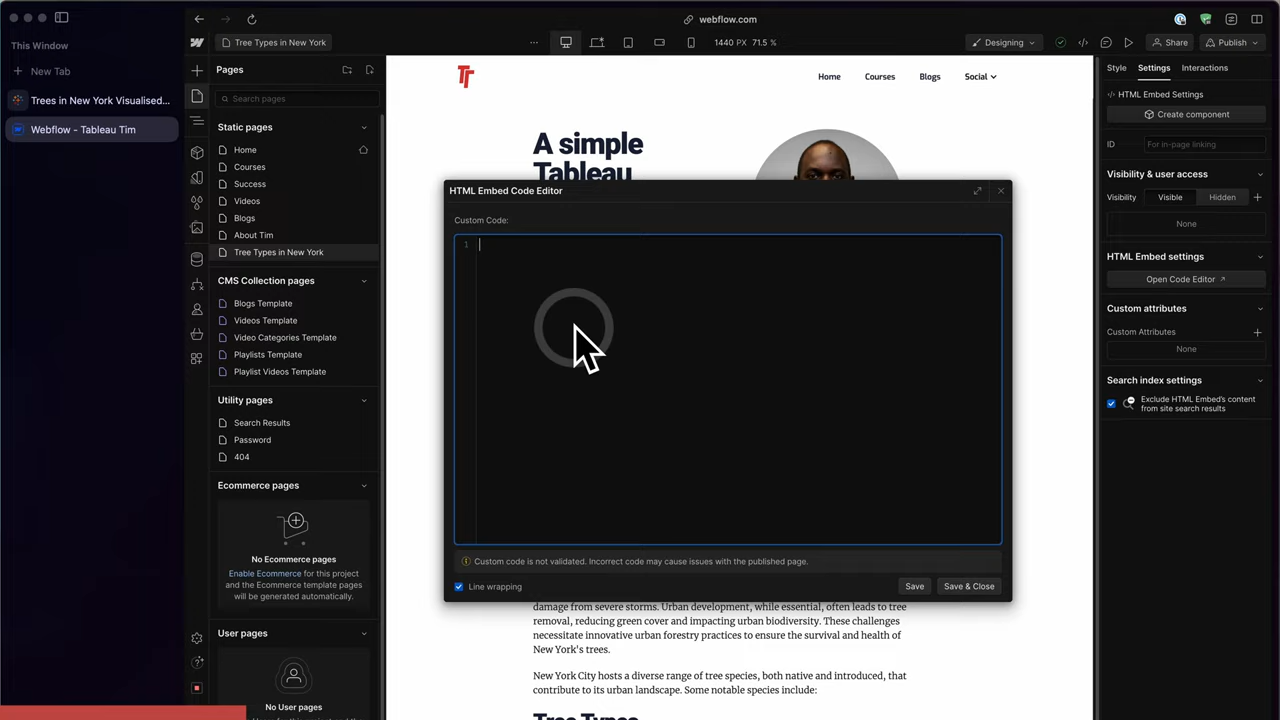 This Window
New Tab
Trees in New York Visualised...
Webflow - Tableau Tim
webflow.com
Tree Types in New York
...
1440 PX 71.5 %
Designing
Share
Publish
Pages
Search pages
Static pages
Home
Courses
Success
Videos
Blogs
About Tim
Tree Types in New York
CMS Collection pages
Blogs Template
Videos Template
Video Categories Template
Playlists Template
Playlist Videos Template
Utility pages
Search Results
Password
404
Ecommerce pages
No Ecommerce pages
Enable Ecommerce for this project
and the Ecommerce template pages
will be generated automatically.
User pages
No User pages
TT
Home
Courses
Blogs
Social
A simple
Tableau
HTML Embed Code Editor
Custom Code:
1
Custom code is not validated. Incorrect code may cause issues with the published page.
Line wrapping
Save
Save & Close
damage from severe storms. Urban development, while essential, often leads to tree
removal, reducing green cover and impacting urban biodiversity. These challenges
necessitate innovative urban forestry practices to ensure the survival and health of
New York's trees.
New York City hosts a diverse range of tree species, both native and introduced, that
contribute to its urban landscape. Some notable species include:
Tree Types
Style
Settings
Interactions
HTML Embed Settings
Create component
ID
For in-page linking
Visibility & user access
Visibility
Visible
Hidden
None
HTML Embed settings
Open Code Editor
Custom attributes
Custom Attributes
None
Search index settings
Exclude HTML Embed's content
from site search results